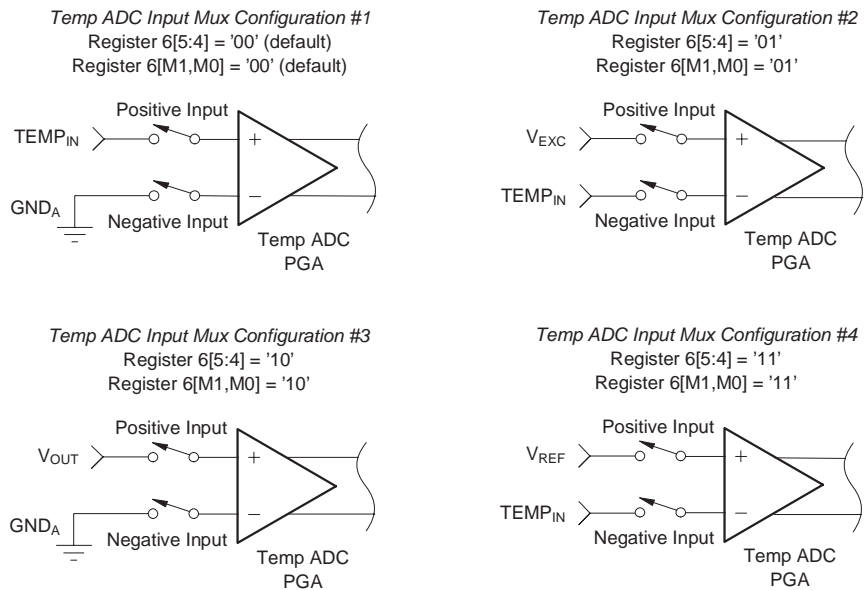 Temp ADC Input Mux Configuration #1
Register 6[5:4] = '00' (default)
Register 6[M1,M0] = '00' (default)
Positive Input
TEMPIN
+
−
GNDA
Negative Input
Temp ADC
PGA
Temp ADC Input Mux Configuration #2
Register 6[5:4] = '01'
Register 6[M1,M0] = '01'
Positive Input
VEXC
+
TEMPIN
−
Negative Input
Temp ADC
PGA
Temp ADC Input Mux Configuration #3
Register 6[5:4] = '10'
Register 6[M1,M0] = '10'
Positive Input
VOUT
+
−
GNDA
Negative Input
Temp ADC
PGA
Temp ADC Input Mux Configuration #4
Register 6[5:4] = '11'
Register 6[M1,M0] = '11'
Positive Input
VREF
+
TEMPIN
−
Negative Input
Temp ADC
PGA